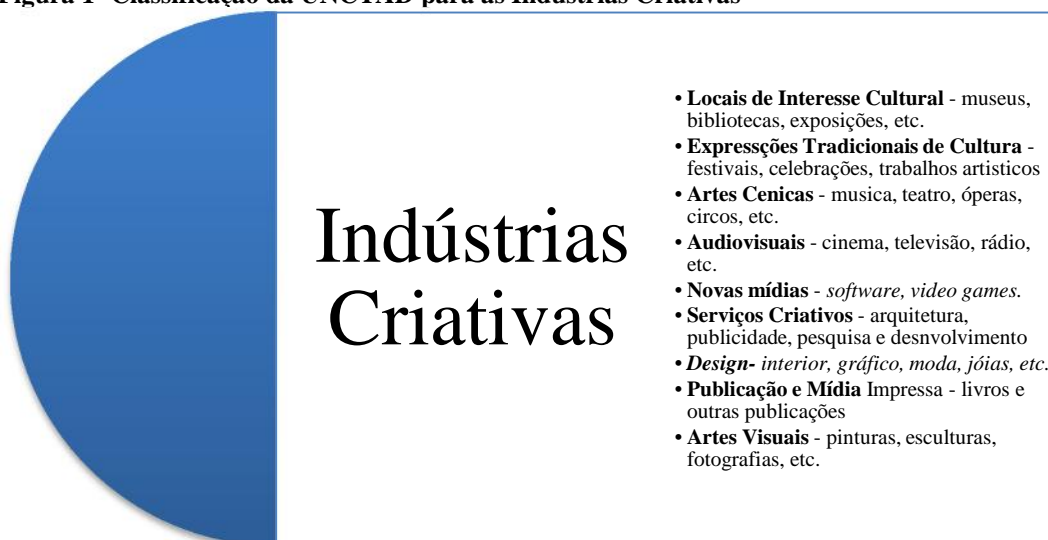 Figura 1- Classificação da UNCTAD para as Indústrias Criativas
Indústrias
Criativas
• Locais de Interesse Cultural - museus,
bibliotecas, exposições, etc.
• Expressções Tradicionais de Cultura -
festivais, celebrações, trabalhos artisticos
• Artes Cenicas - musica, teatro, óperas,
circos, etc.
• Audiovisuais - cinema, televisão, rádio,
etc.
• Novas mídias - software, video games.
• Serviços Criativos - arquitetura,
publicidade, pesquisa e desnvolvimento
• Design- interior, gráfico, moda, jóias, etc.
• Publicação e Mídia Impressa - livros e
outras publicações
• Artes Visuais - pinturas, esculturas,
fotografias, etc.